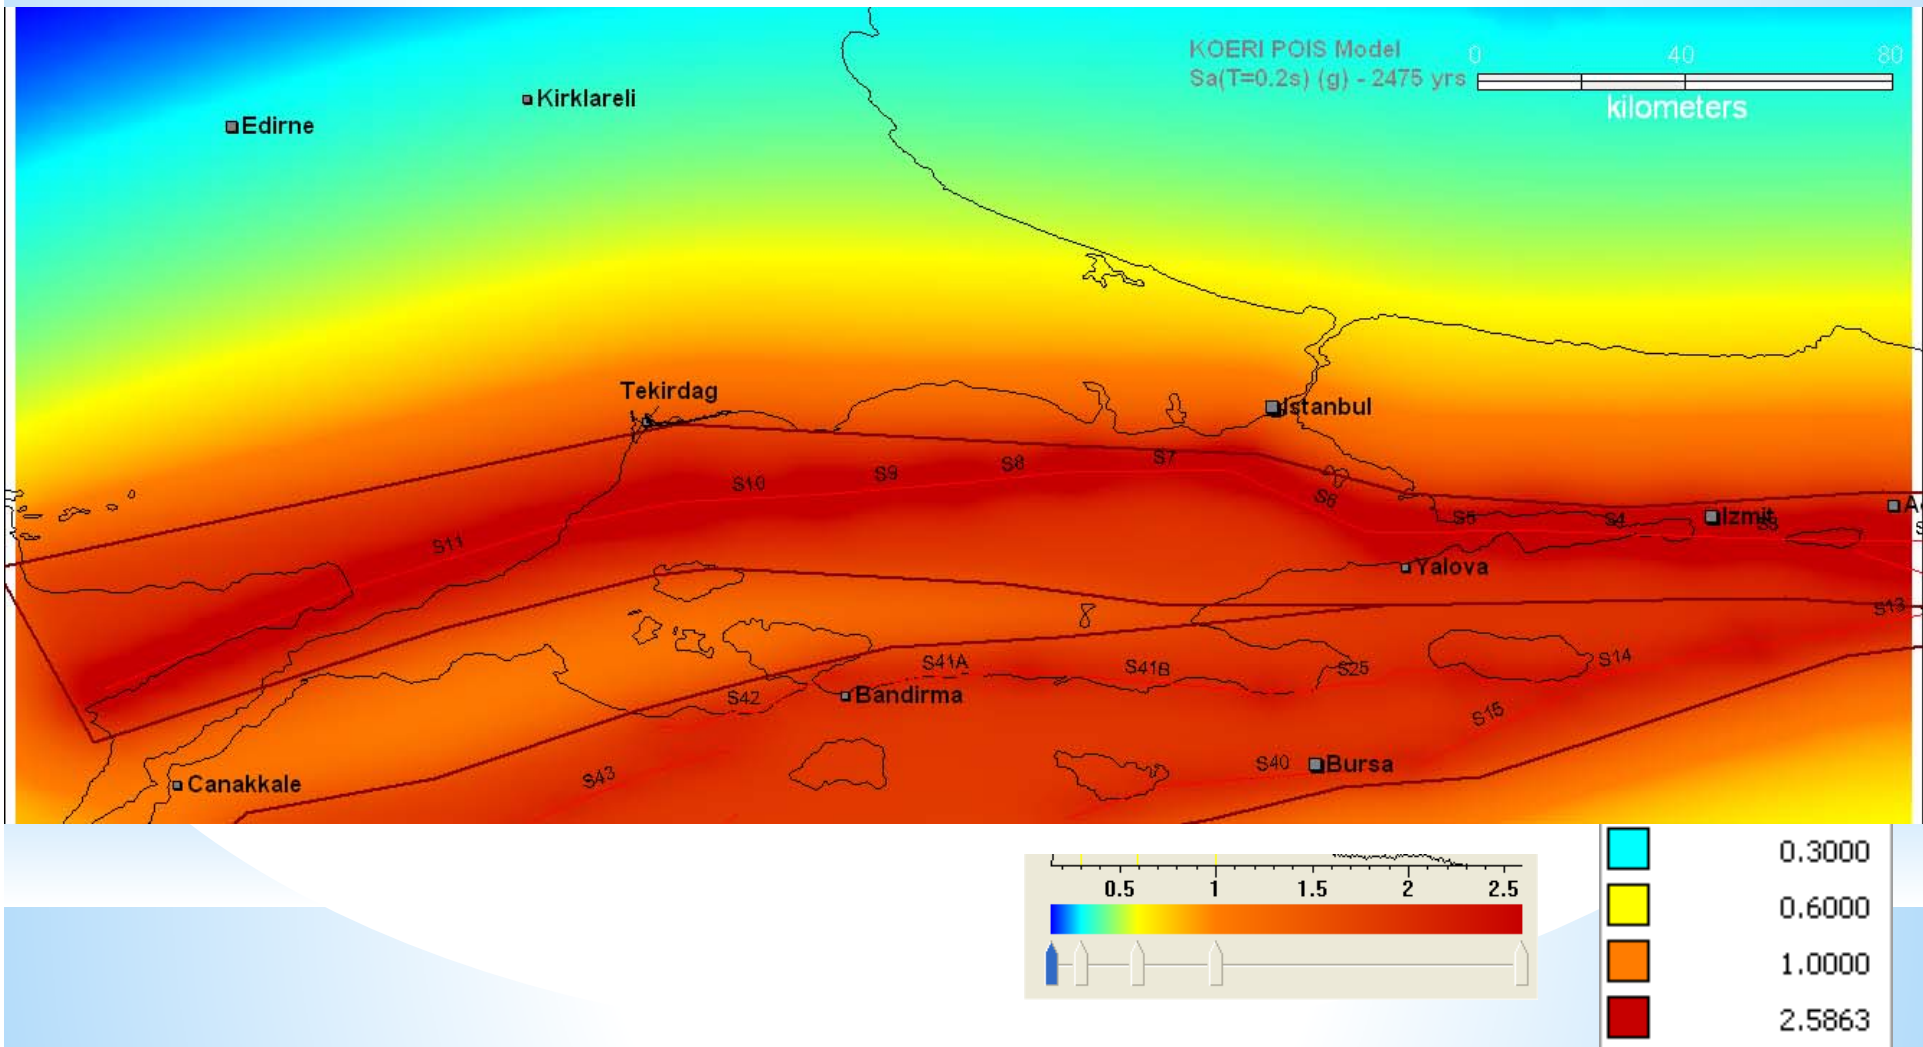 KOERI POIS Model
Sa(T=0.2s) (g) - 2475 yrs
0 40 80
kilometers
Kirklareli
Edirne
Tekirdag
Istanbul
S7
S8
S9
S10
S6
S11
S5
S4
Izmit
S3
Yalova
S13
S14
S41A
S41B
S25
S42
Bandirma
S15
S43
S40
Bursa
Canakkale
0.5 1 1.5 2 2.5
0.3000
0.6000
1.0000
2.5863